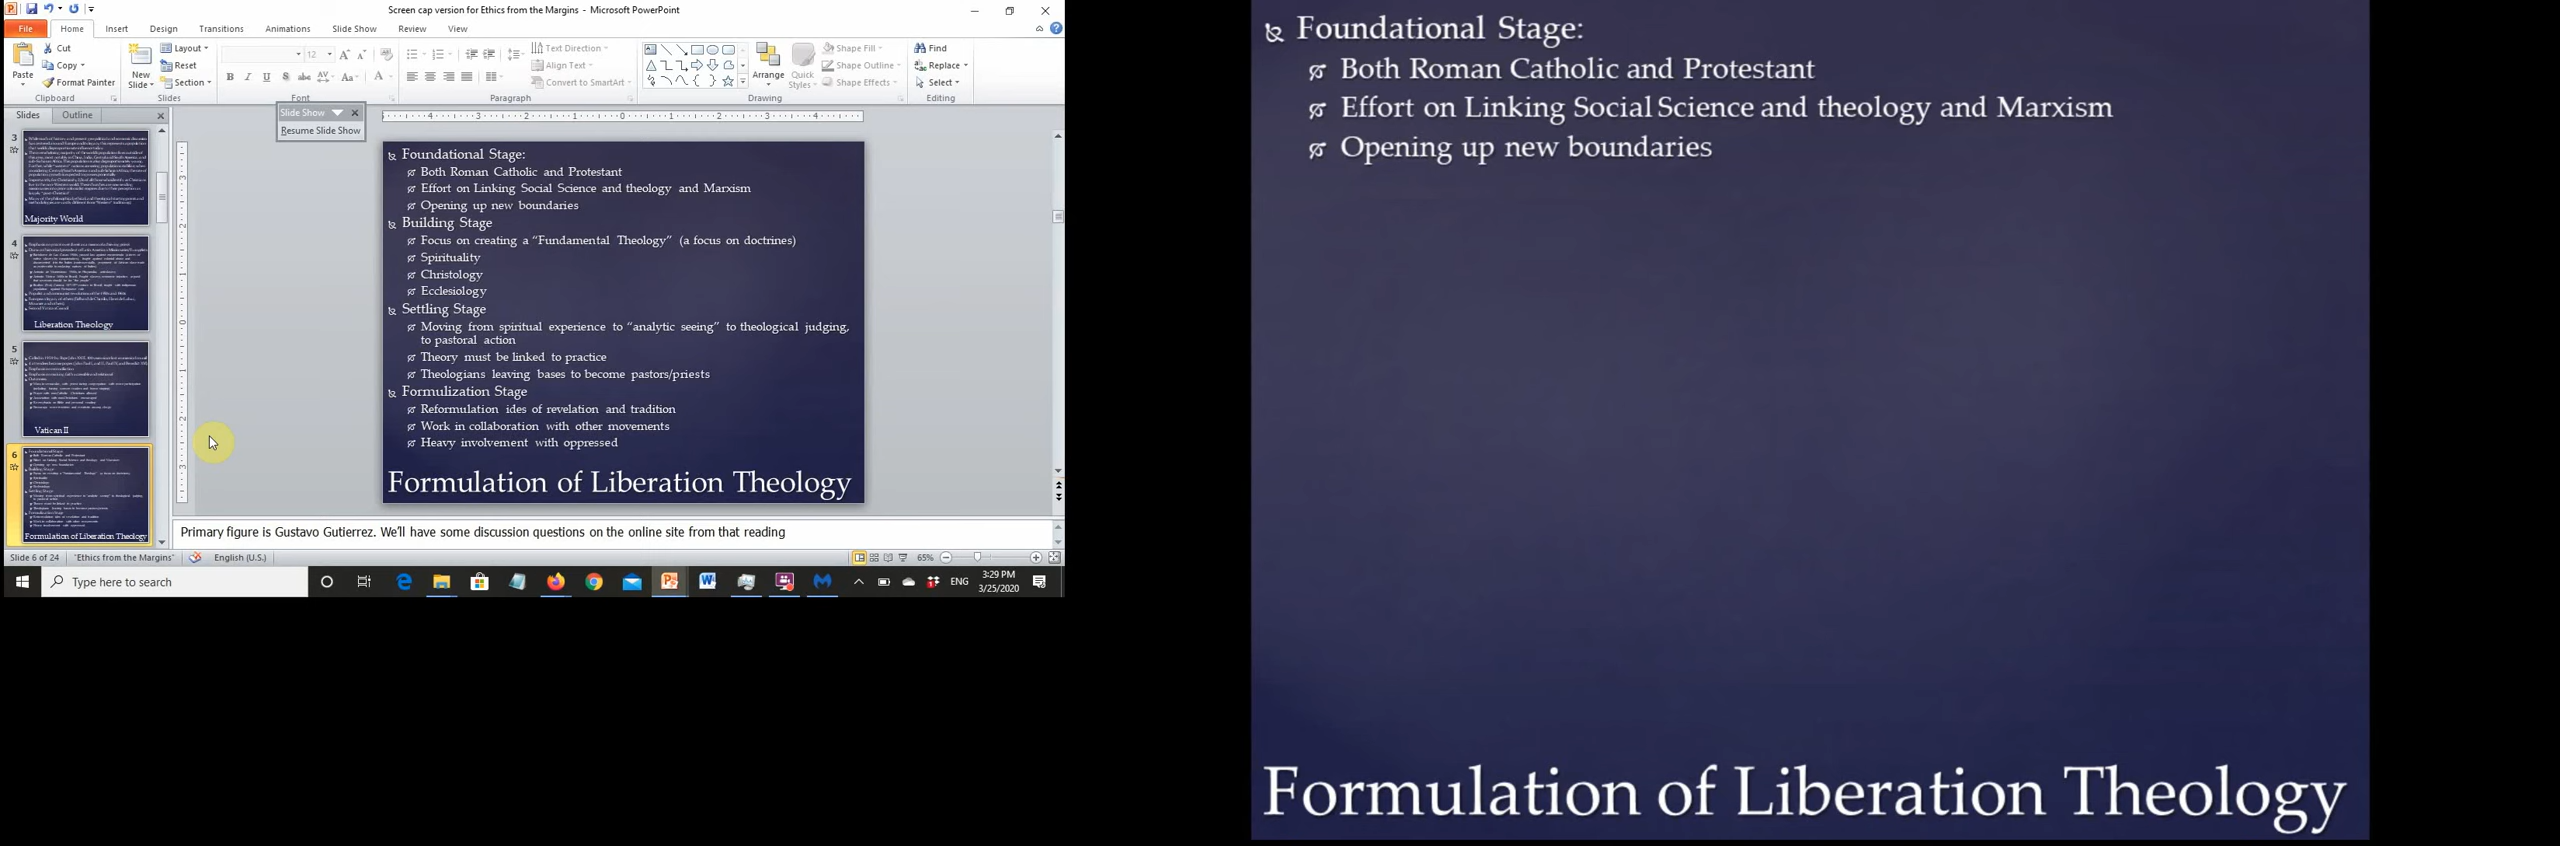 Screen cap version for Ethics from the Margins - Microsoft PowerPoint
File Home Insert Design Transitions Animations Slide Show Review View
Paste
Cut
Copy
Format Painter
Clipboard
New Slide
Layout
Reset
Section
Slides
12
B I U S abc AV Aa A
Font
Text Direction
Align Text
Convert to SmartArt
Paragraph
Arrange
Quick Styles
Shape Fill
Shape Outline
Shape Effects
Drawing
Find
Replace
Select
Editing
Slides Outline
Slide Show
Resume Slide Show
3
Majority World
4
Liberation Theology
5
Vatican II
6
Formulation of Liberation Theology
Foundational Stage:
Both Roman Catholic and Protestant
Effort on Linking Social Science and theology and Marxism
Opening up new boundaries
Building Stage
Focus on creating a “Fundamental Theology” (a focus on doctrines)
Spirituality
Christology
Ecclesiology
Settling Stage
Moving from spiritual experience to “analytic seeing” to theological judging,
to pastoral action
Theory must be linked to practice
Theologians leaving bases to become pastors/priests
Formulization Stage
Reformulation ides of revelation and tradition
Work in collaboration with other movements
Heavy involvement with oppressed
Formulation of Liberation Theology
Primary figure is Gustavo Gutierrez. We'll have some discussion questions on the online site from that reading
Slide 6 of 24 "Ethics from the Margins" English (U.S.) 65%
Type here to search
ENG
3:29 PM
3/25/2020
Foundational Stage:
Both Roman Catholic and Protestant
Effort on Linking Social Science and theology and Marxism
Opening up new boundaries
Formulation of Liberation Theology